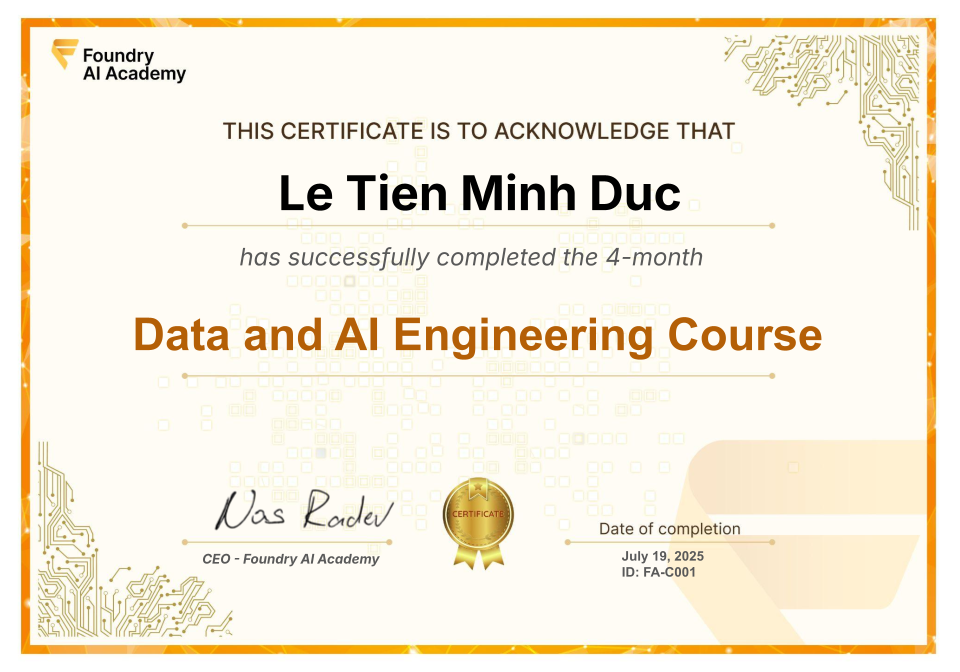 Foundry
AI Academy
THIS CERTIFICATE IS TO ACKNOWLEDGE THAT
Le Tien Minh Duc
has successfully completed the 4-month
Data and AI Engineering Course
Nas Radev
CERTIFICATE
CEO - Foundry AI Academy
Date of completion
July 19, 2025
ID: FA-C001